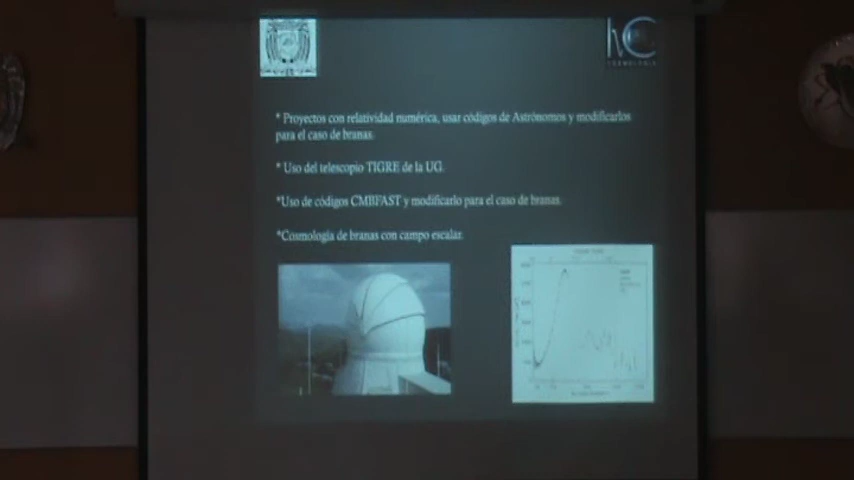 * Proyectos con relatividad numérica, usar códigos de Astrónomos y modificarlos
para el caso de branas.
* Uso del telescopio TIGRE de la UG.
*Uso de códigos CMBFAST y modificarlo para el caso de branas.
*Cosmología de branas con campo escalar.